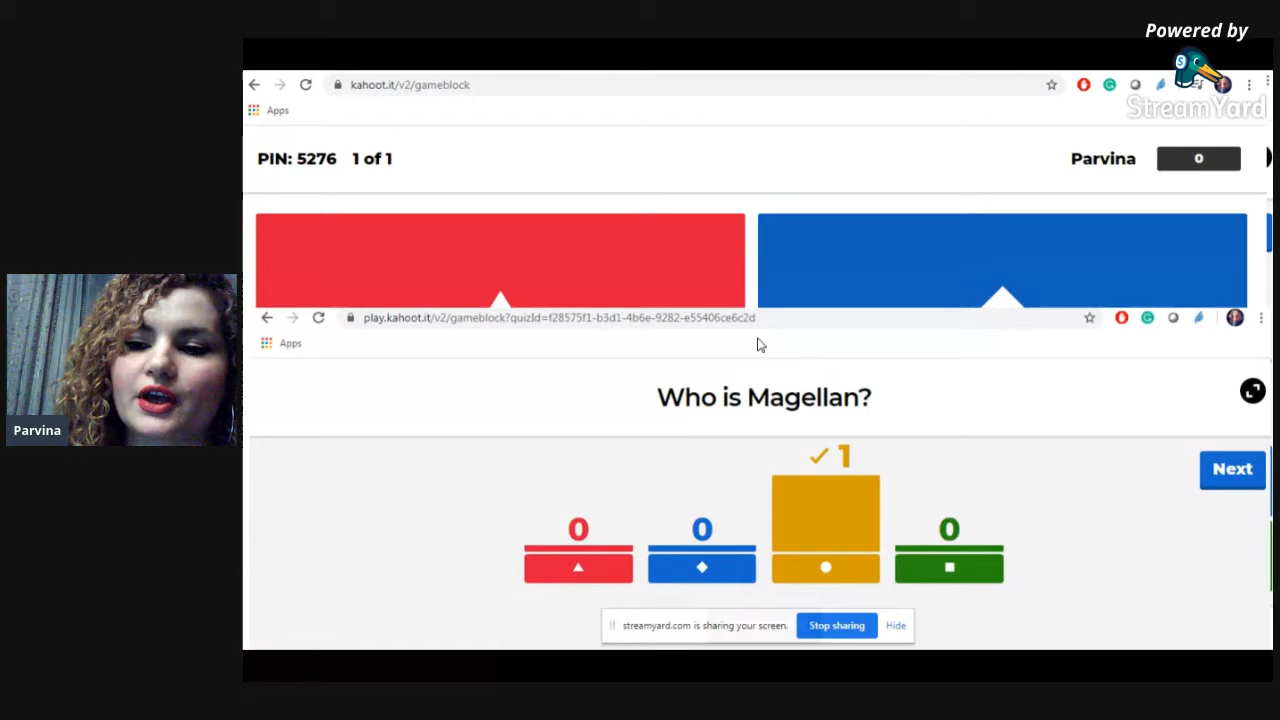 Powered by
StreamYard
kahoot.it/v2/gameblock
Apps
PIN: 5276 1 of 1
Parvina 0
play.kahoot.it/v2/gameblock?quizId=f28575f1-b3d1-4b6e-9282-e55406ce6c2d
Apps
Who is Magellan?
Next
0 0 1 0
streamyard.com is sharing your screen. Stop sharing Hide
Parvina